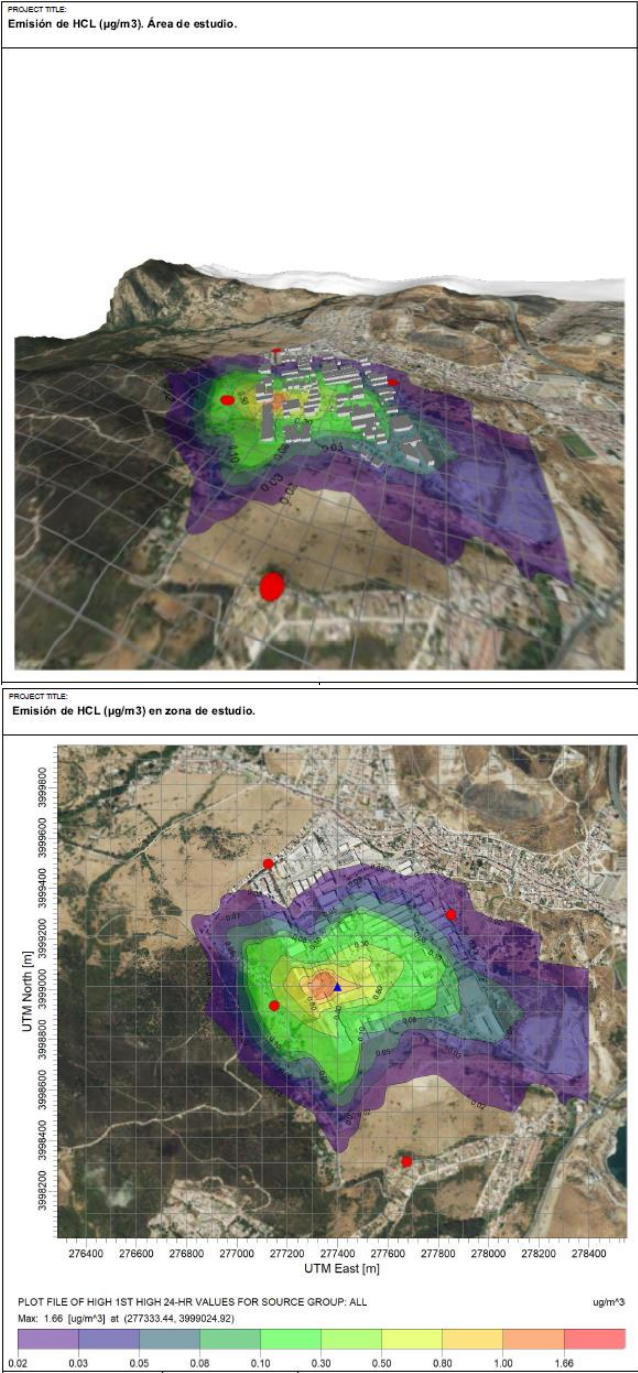 PROJECT TITLE:
Emisión de HCL (µg/m3). Área de estudio.
0.03
0.03
PROJECT TITLE:
Emisión de HCL (µg/m3) en zona de estudio.
UTM North [m]
3999800
3999600
3999400
3999200
3999000
3998800
3998600
3998400
3998200
276400 276600 276800 277000 277200 277400 277600 277800 278000 278200 278400
UTM East [m]
PLOT FILE OF HIGH 1ST HIGH 24-HR VALUES FOR SOURCE GROUP: ALL
ug/m^3
Max: 1.66 [ug/m^3] at (277333.44, 3999024.92)
0.02 0.03 0.05 0.08 0.10 0.30 0.50 0.80 1.00 1.66